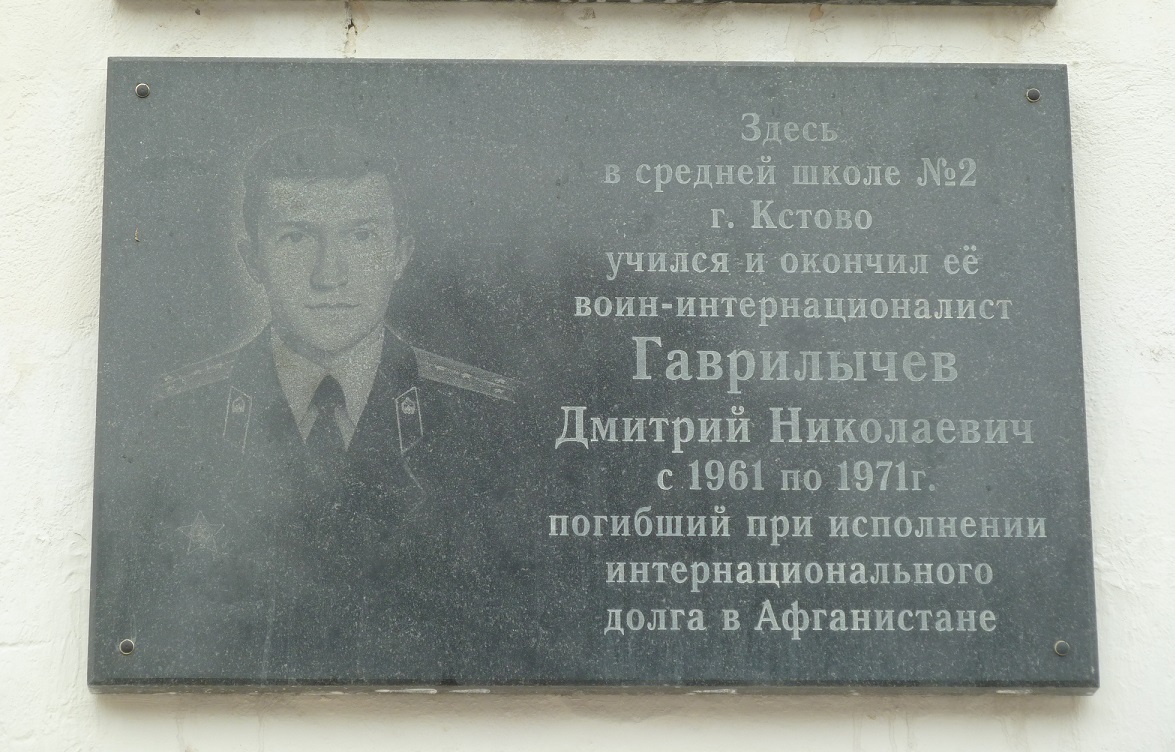 Здесь
в средней школе №2
г. Кстово
учился и окончил её
воин-интернационалист
Гаврилычев
Дмитрий Николаевич
с 1961 по 1971г.
погибший при исполнении
интернационального
долга в Афганистане